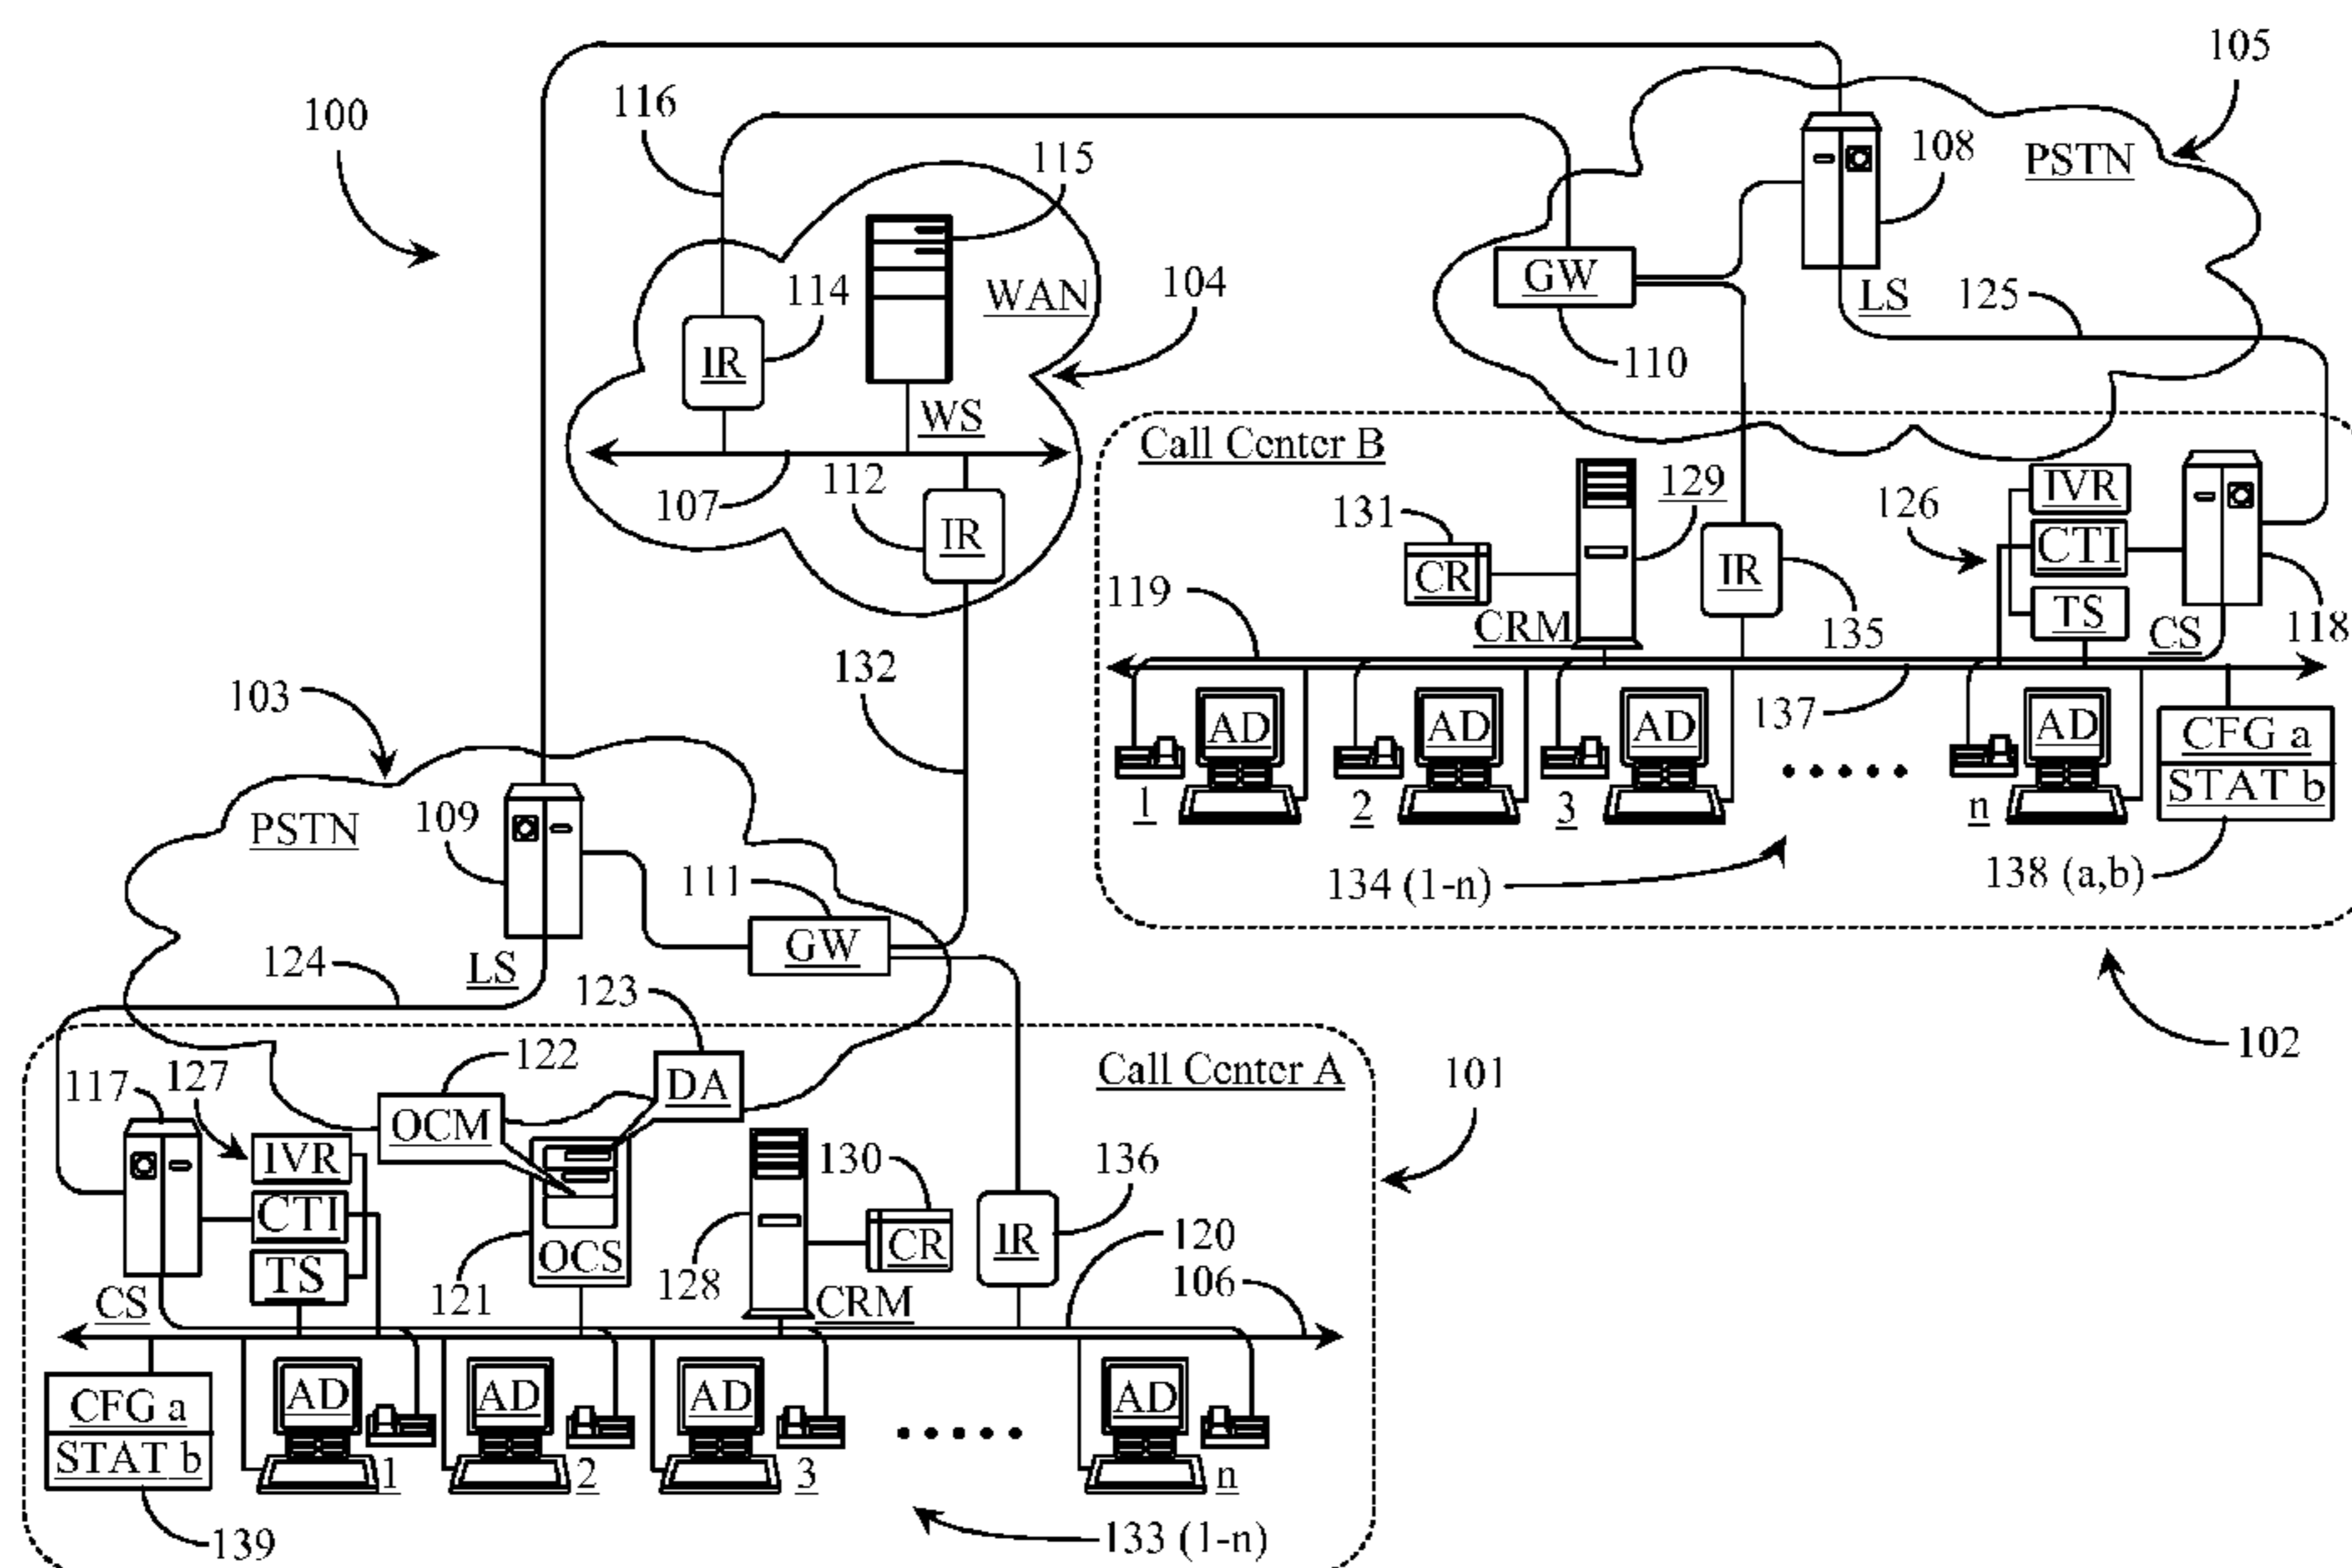 105
116
100
115
108
PSTN
114
WAN
104
GW
LS
125
IR
110
WS
Call Center B
107
112
IR
131
129
126
IVR
CR
IR
CTI
119
CRM
135
TS
CS
118
132
103
137
AD
AD
AD
AD
CFG a
STAT b
1
2
3
n
109
PSTN
111
134 (1-n)
138 (a,b)
GW
124
LS
123
102
122
Call Center A
101
117
127
DA
OCM
IVR
130
136
CTI
CR
IR
120
TS
OCS
121
128
106
CS
CRM
CFG a
STAT b
AD
AD
AD
AD
1
2
3
n
139
133 (1-n)